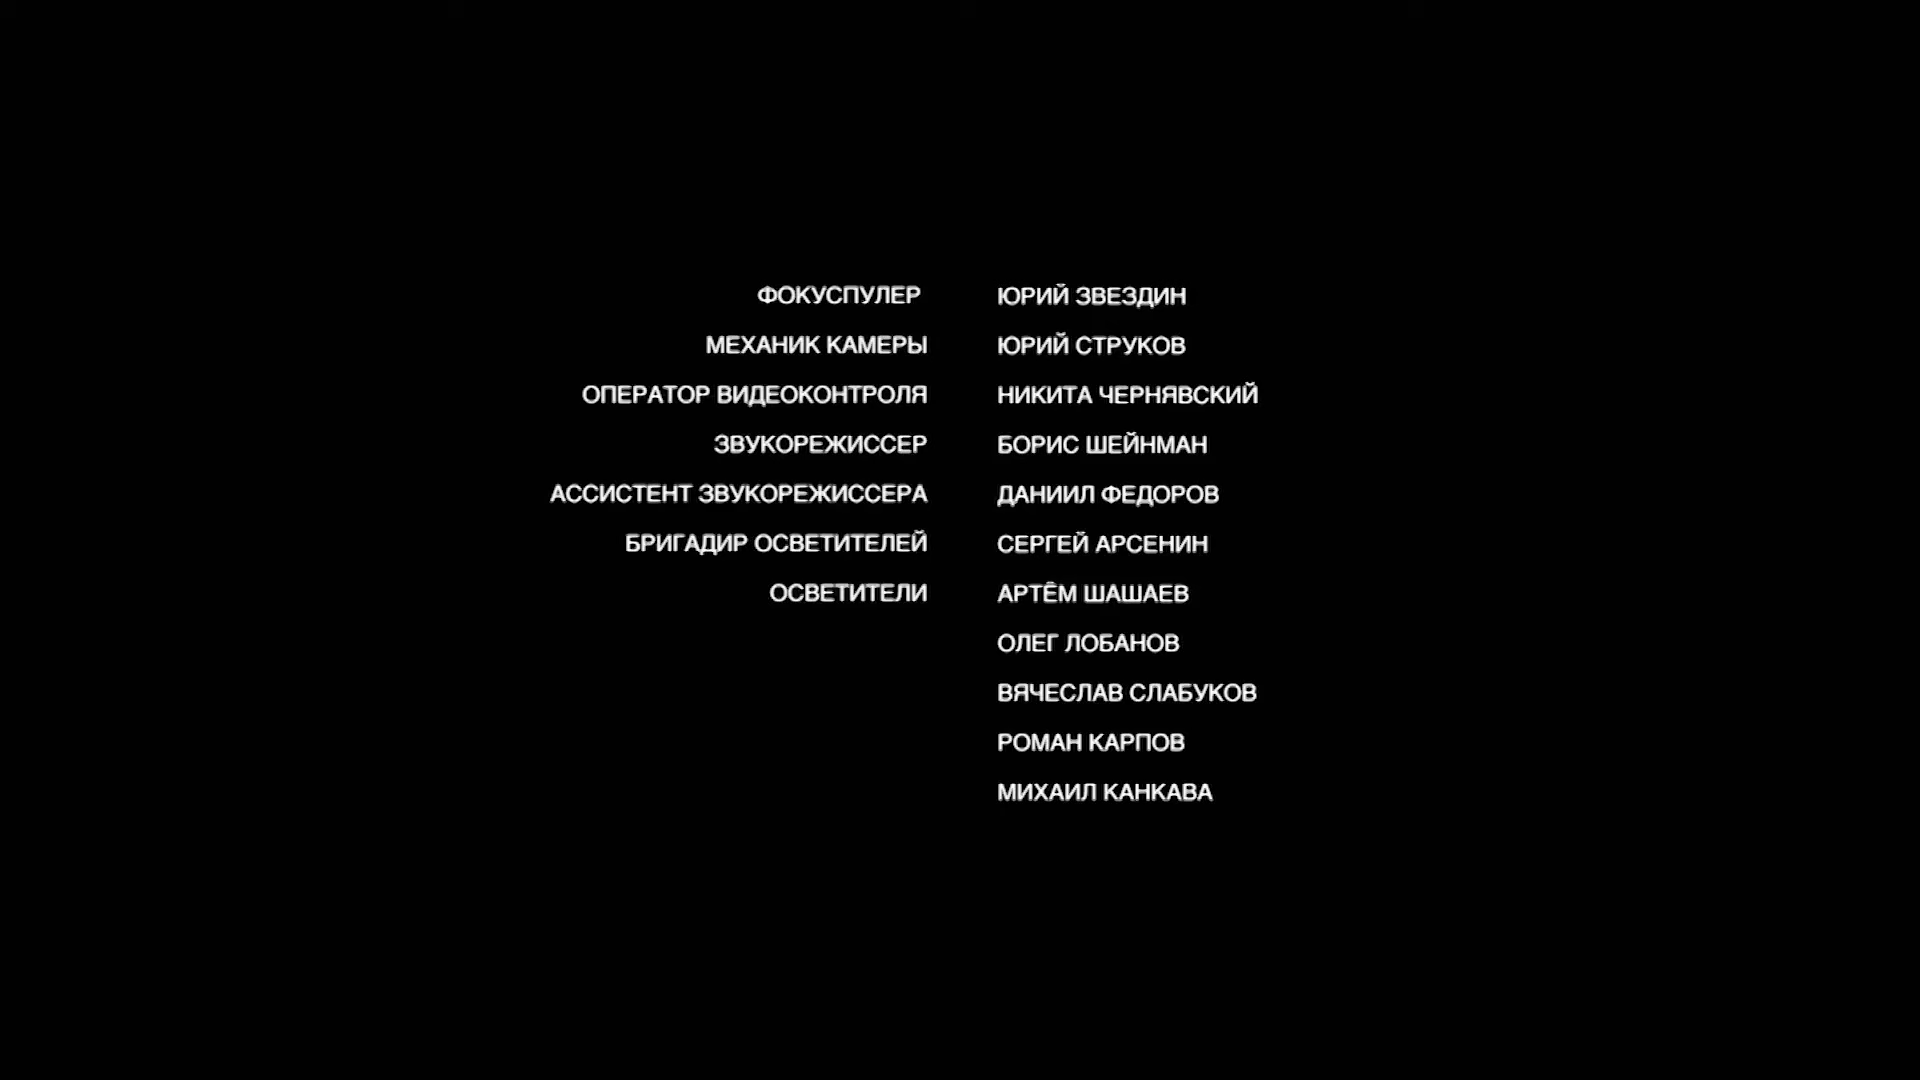 ФОКУСПУЛЕР ЮРИЙ ЗВЕЗДИН
МЕХАНИК КАМЕРЫ ЮРИЙ СТРУКОВ
ОПЕРАТОР ВИДЕОКОНТРОЛЯ НИКИТА ЧЕРНЯВСКИЙ
ЗВУКОРЕЖИССЕР БОРИС ШЕЙНМАН
АССИСТЕНТ ЗВУКОРЕЖИССЕРА ДАНИИЛ ФЕДОРОВ
БРИГАДИР ОСВЕТИТЕЛЕЙ СЕРГЕЙ АРСЕНИН
ОСВЕТИТЕЛИ АРТЁМ ШАШАЕВ
ОЛЕГ ЛОБАНОВ
ВЯЧЕСЛАВ СЛАБУКОВ
РОМАН КАРПОВ
МИХАИЛ КАНКАВА